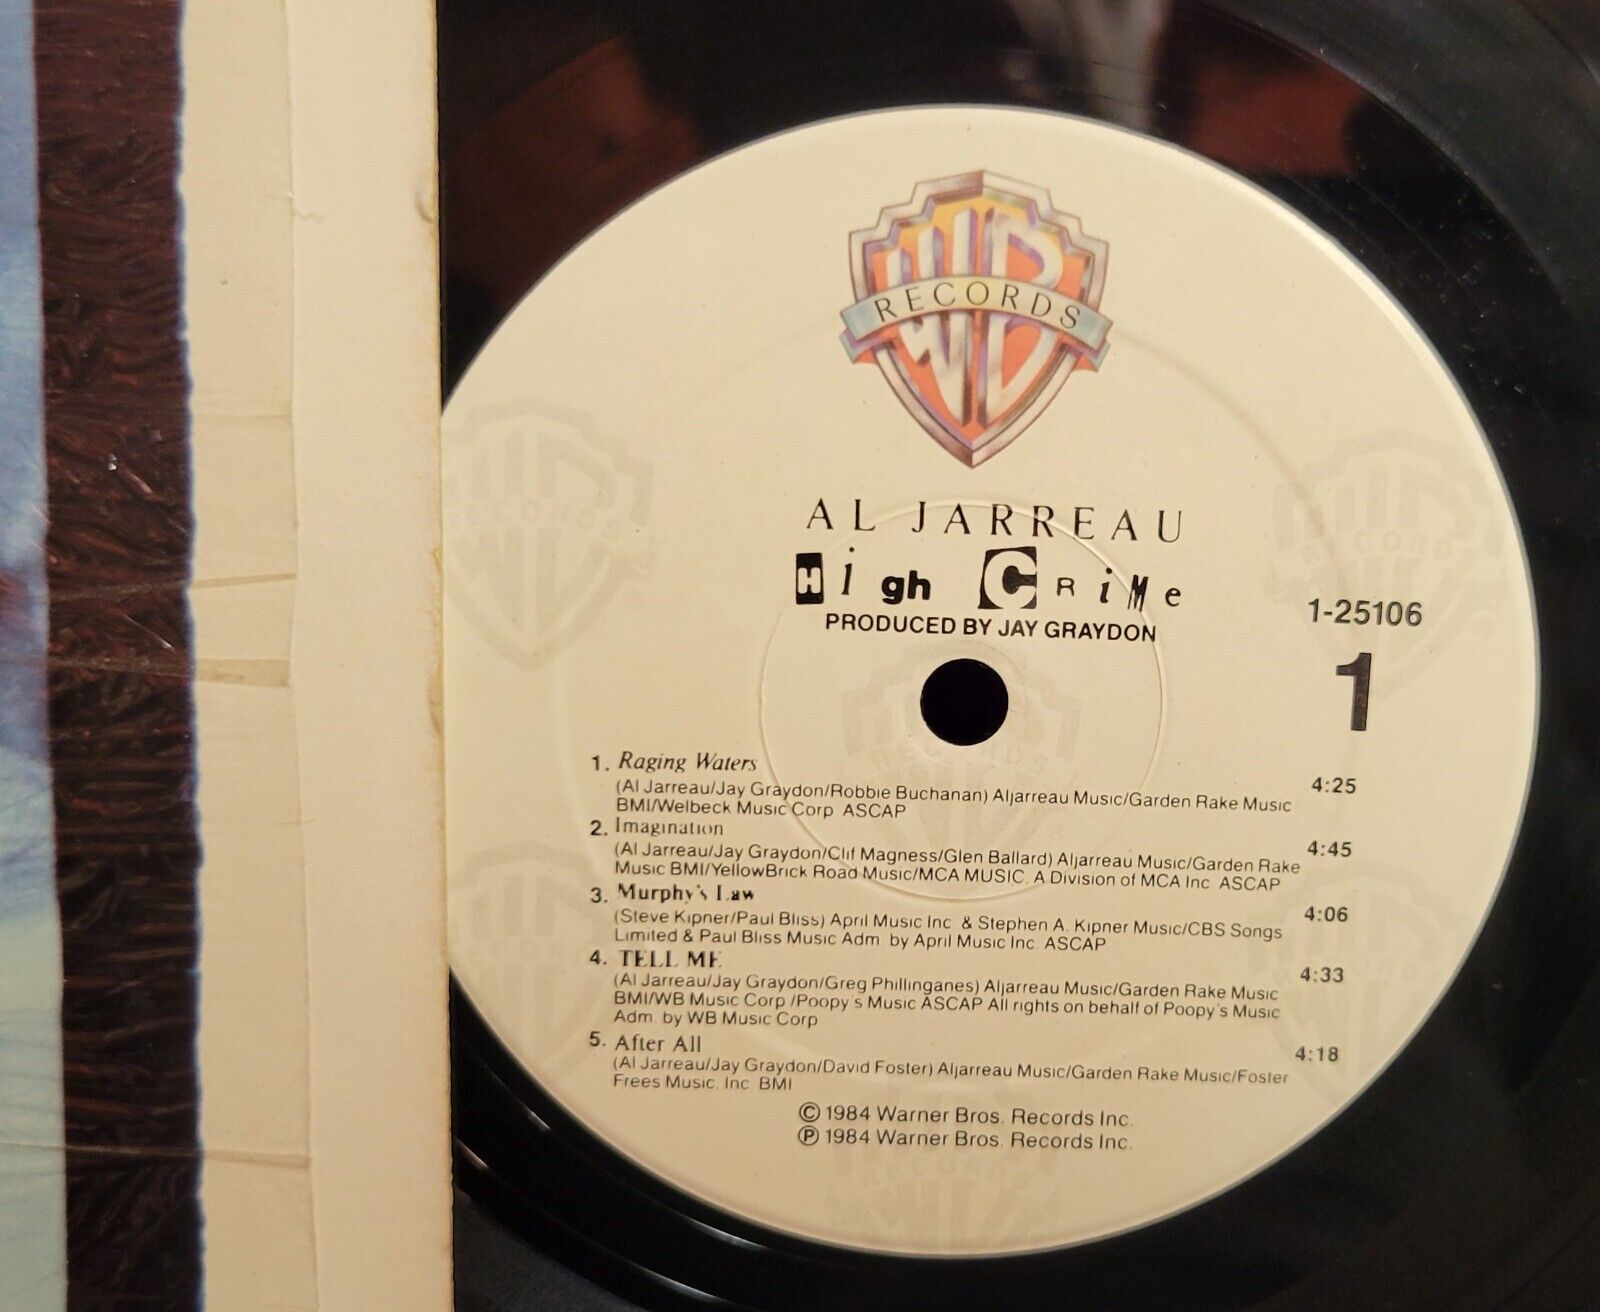 WB
RECORDS
AL JARREAU
High CRiMe
PRODUCED BY JAY GRAYDON
1-25106
1
1. Raging Waters 4:25
(Al Jarreau/Jay Graydon/Robbie Buchanan) Aljarreau Music/Garden Rake Music
BMI/Welbeck Music Corp ASCAP
2. Imagination 4:45
(Al Jarreau/Jay Graydon/Clif Magness/Glen Ballard) Aljarreau Music/Garden Rake
Music BMI/YellowBrick Road Music/MCA MUSIC, A Division of MCA Inc ASCAP
3. Murphy's Law 4:06
(Steve Kipner/Paul Bliss) April Music Inc & Stephen A. Kipner Music/CBS Songs
Limited & Paul Bliss Music Adm by April Music Inc. ASCAP
4. TELL ME 4:33
(Al Jarreau/Jay Graydon/Greg Phillinganes) Aljarreau Music/Garden Rake Music
BMI/WB Music Corp /Poopy's Music ASCAP All rights on behalf of Poopy's Music
Adm by WB Music Corp
5. After All 4:18
(Al Jarreau/Jay Graydon/David Foster) Aljarreau Music/Garden Rake Music/Foster
Frees Music, Inc BMI
© 1984 Warner Bros. Records Inc.
℗ 1984 Warner Bros. Records Inc.